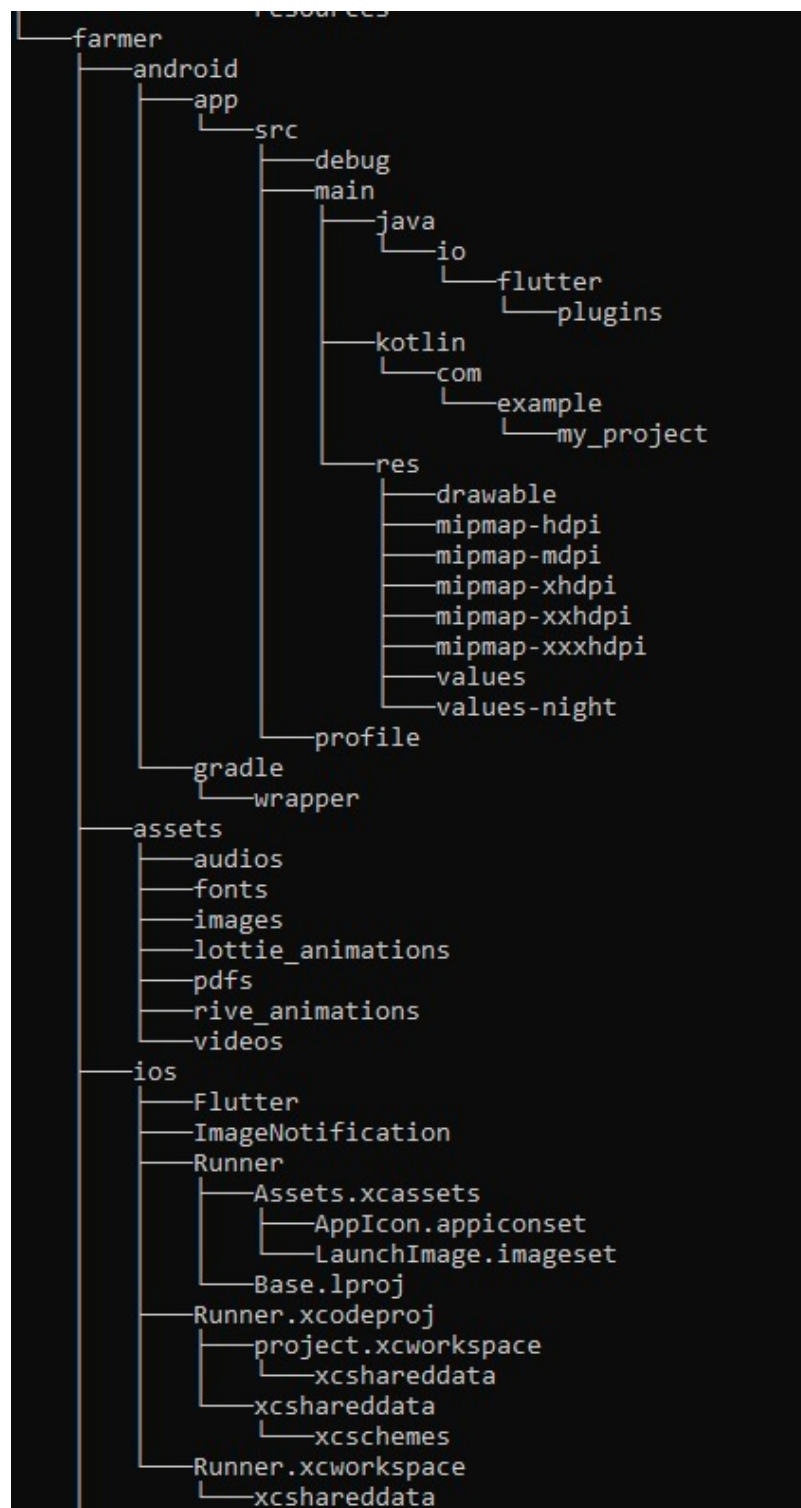 resources
farmer
android
app
src
debug
main
java
io
flutter
plugins
kotlin
com
example
my_project
res
drawable
mipmap-hdpi
mipmap-mdpi
mipmap-xhdpi
mipmap-xxhdpi
mipmap-xxxhdpi
values
values-night
profile
gradle
wrapper
assets
audios
fonts
images
lottie_animations
pdfs
rive_animations
videos
ios
Flutter
ImageNotification
Runner
Assets.xcassets
AppIcon.appiconset
LaunchImage.imageset
Base.lproj
Runner.xcodeproj
project.xcworkspace
xcshareddata
xcshareddata
xcschemes
Runner.xcworkspace
xcshareddata